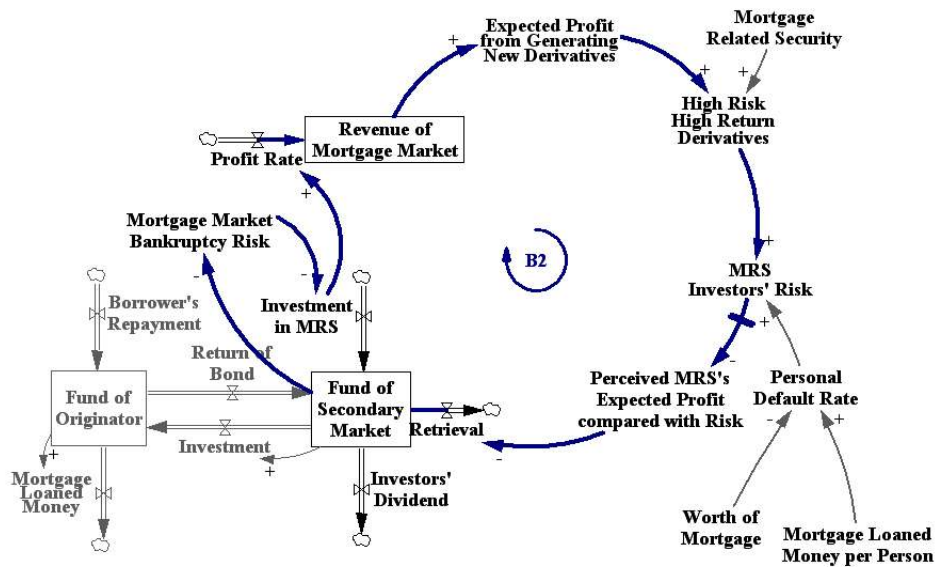 Expected Profit
from Generating
New Derivatives
Mortgage
Related Security
+
+
+
High Risk
High Return
Derivatives
Revenue of
Mortgage Market
Profit Rate
+
Mortgage Market
Bankruptcy Risk
-
-
B2
+
MRS
Investors' Risk
+
Investment
in MRS
Borrower's
Repayment
Return of
Bond
-
Fund of
Originator
Fund of
Secondary
Market
Perceived MRS's
Expected Profit
compared with Risk
Personal
Default Rate
-
+
Retrieval
-
Investment
+
+
Mortgage
Loaned
Money
Investors'
Dividend
Worth of
Mortgage
Mortgage Loaned
Money per Person